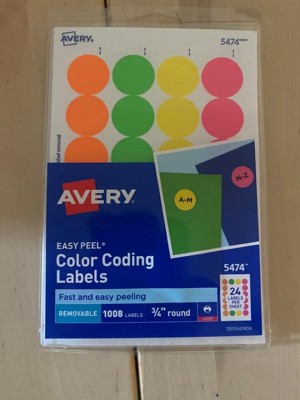 AVERY
5474
H-Z
A-M
AVERY
EASY PEEL®
Color Coding
Labels
5474
Fast and easy peeling
24
LABELS
PER
SHEET
REMOVABLE 1008 LABELS 3/4" round
LASER